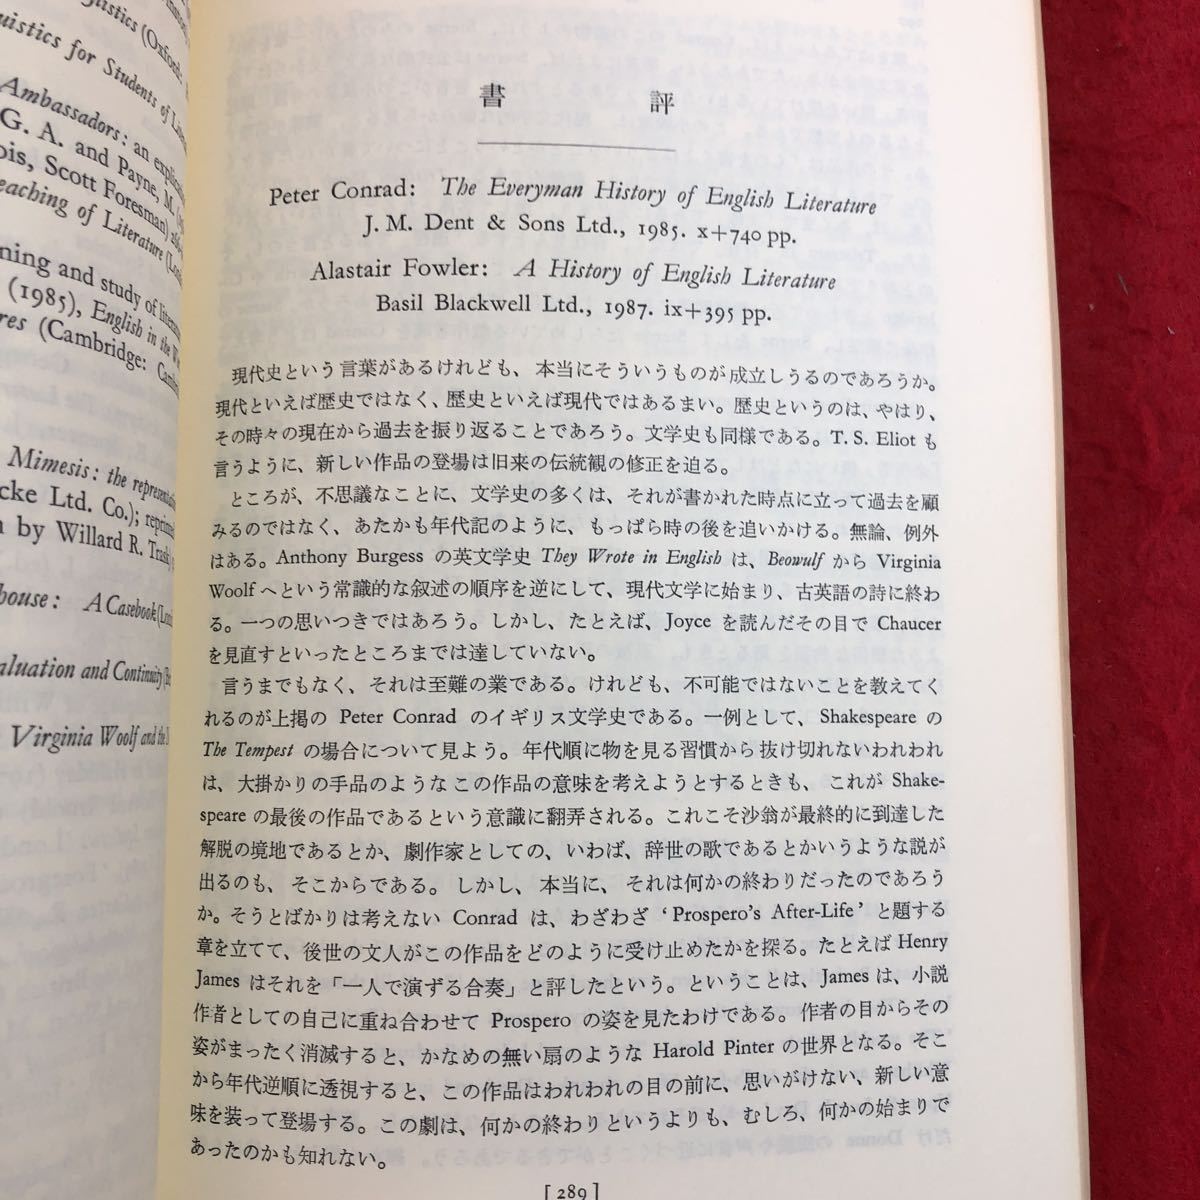 guistics (Oxford:
uistics for Students of
Ambassadors: an
G. A. and Payne, M.
ois, Scott Foresman)
eaching of Literature
ning and study of
(1985), English in the
res (Cambridge:
Mimesis: the
cke Ltd. Co.);
n by Willard R. Trask
house: A Casebook
aluation and Continuity
Virginia Woolf and the
書評
Peter Conrad: The Everyman History of English Literature
J. M. Dent & Sons Ltd., 1985. x+740 pp.
Alastair Fowler: A History of English Literature
Basil Blackwell Ltd., 1987. ix+395 pp.
現代史という言葉があるけれども、本当にそういうものが成立しうるのであろうか。
現代といえば歴史ではなく、歴史といえば現代ではあるまい。歴史というのは、やはり、
その時々の現在から過去を振り返ることであろう。文学史も同様である。T. S. Eliot も
言うように、新しい作品の登場は旧来の伝統観の修正を迫る。
ところが、不思議なことに、文学史の多くは、それが書かれた時点に立って過去を顧
みるのではなく、あたかも年代記のように、もっぱら時の後を追いかける。無論、例外
はある。Anthony Burgess の英文学史 They Wrote in English は、Beowulf から Virginia
Woolf へという常識的な叙述の順序を逆にして、現代文学に始まり、古英語の詩に終わ
る。一つの思いつきではあろう。しかし、たとえば、Joyce を読んだその目で Chaucer
を見直すといったところまでは達していない。
言うまでもなく、それは至難の業である。けれども、不可能ではないことを教えてく
れるのが上掲の Peter Conrad のイギリス文学史である。一例として、Shakespeare の
The Tempest の場合について見よう。年代順に物を見る習慣から抜け切れないわれわれ
は、大掛かりの手品のようなこの作品の意味を考えようとするときも、これが Shake-
speare の最後の作品であるという意識に翻弄される。これこそ沙翁が最終的に到達した
解脱の境地であるとか、劇作家としての、いわば、辞世の歌であるとかいうような説が
出るのも、そこからである。しかし、本当に、それは何かの終わりだったのであろう
か。そうとばかりは考えない Conrad は、わざわざ ‘Prospero's After-Life’ と題する
章を立てて、後世の文人がこの作品をどのように受け止めたかを探る。たとえば Henry
James はそれを「一人で演ずる合奏」と評したという。ということは、James は、小説
作者としての自己に重ね合わせて Prospero の姿を見たわけである。作者の目からその
姿がまったく消滅すると、かなめの無い扇のような Harold Pinter の世界となる。そこ
から年代逆順に透視すると、この作品はわれわれの目の前に、思いがけない、新しい意
味を装って登場する。この劇は、何かの終わりというよりも、むしろ、何かの始まりで
あったのかも知れない。
[ 289 ]